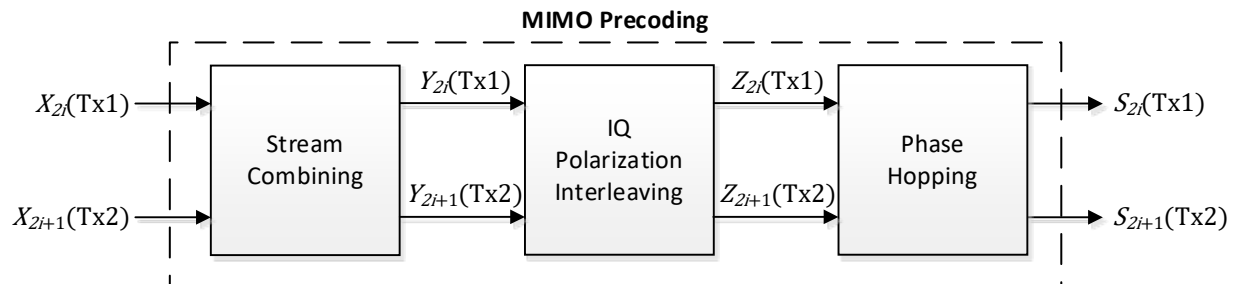 MIMO Precoding
X2i(Tx1)
Stream
Combining
Y2i(Tx1)
IQ
Polarization
Interleaving
Z2i(Tx1)
Phase
Hopping
S2i(Tx1)
X2i+1(Tx2)
Y2i+1(Tx2)
Z2i+1(Tx2)
S2i+1(Tx2)